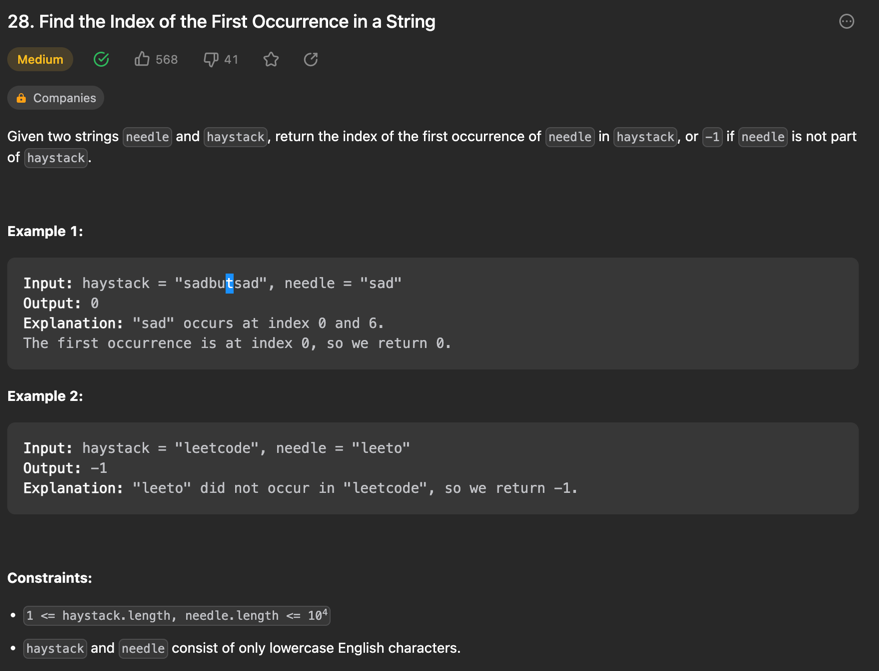 28. Find the Index of the First Occurrence in a String
Medium 568 41
Companies
Given two strings needle and haystack, return the index of the first occurrence of needle in haystack, or -1 if needle is not part
of haystack.
Example 1:
Input: haystack = "sadbutsad", needle = "sad"
Output: 0
Explanation: "sad" occurs at index 0 and 6.
The first occurrence is at index 0, so we return 0.
Example 2:
Input: haystack = "leetcode", needle = "leeto"
Output: -1
Explanation: "leeto" did not occur in "leetcode", so we return -1.
Constraints:
• 1 <= haystack.length, needle.length <= 10⁴
• haystack and needle consist of only lowercase English characters.